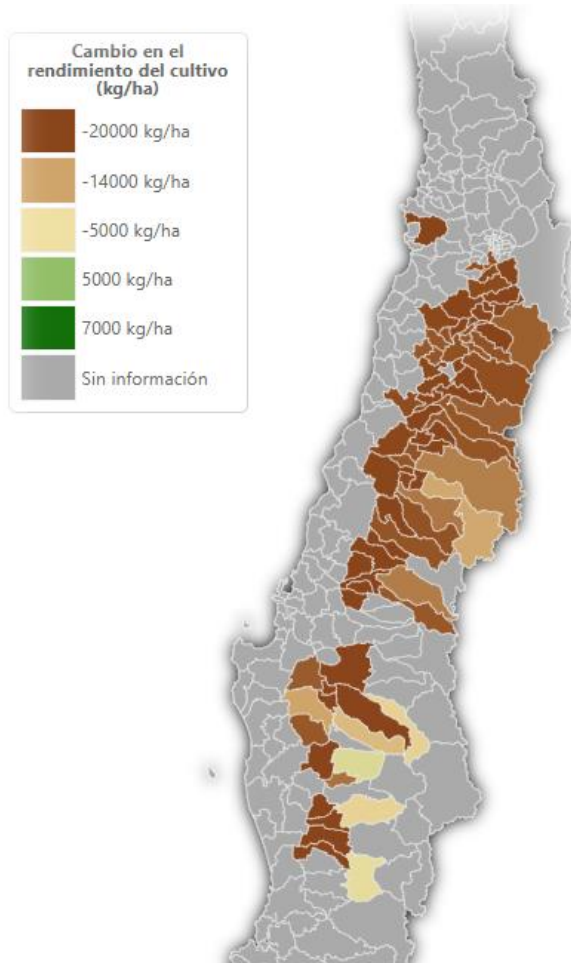 Cambio en el
rendimiento del cultivo
(kg/ha)
-20000 kg/ha
-14000 kg/ha
-5000 kg/ha
5000 kg/ha
7000 kg/ha
Sin información